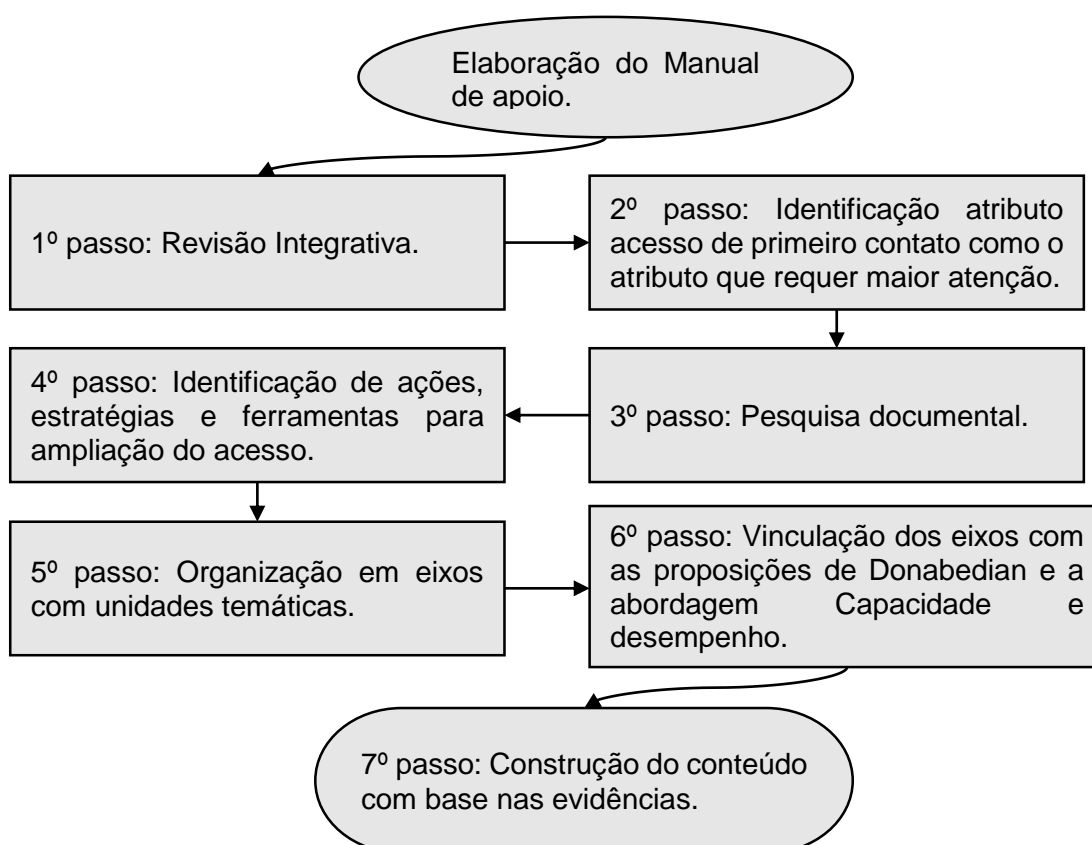 Elaboração do Manual
de apoio.
1º passo: Revisão Integrativa.
2º passo: Identificação atributo
acesso de primeiro contato como o
atributo que requer maior atenção.
3º passo: Pesquisa documental.
4º passo: Identificação de ações,
estratégias e ferramentas para
ampliação do acesso.
5º passo: Organização em eixos
com unidades temáticas.
6º passo: Vinculação dos eixos com
as proposições de Donabedian e a
abordagem Capacidade e
desempenho.
7º passo: Construção do conteúdo
com base nas evidências.